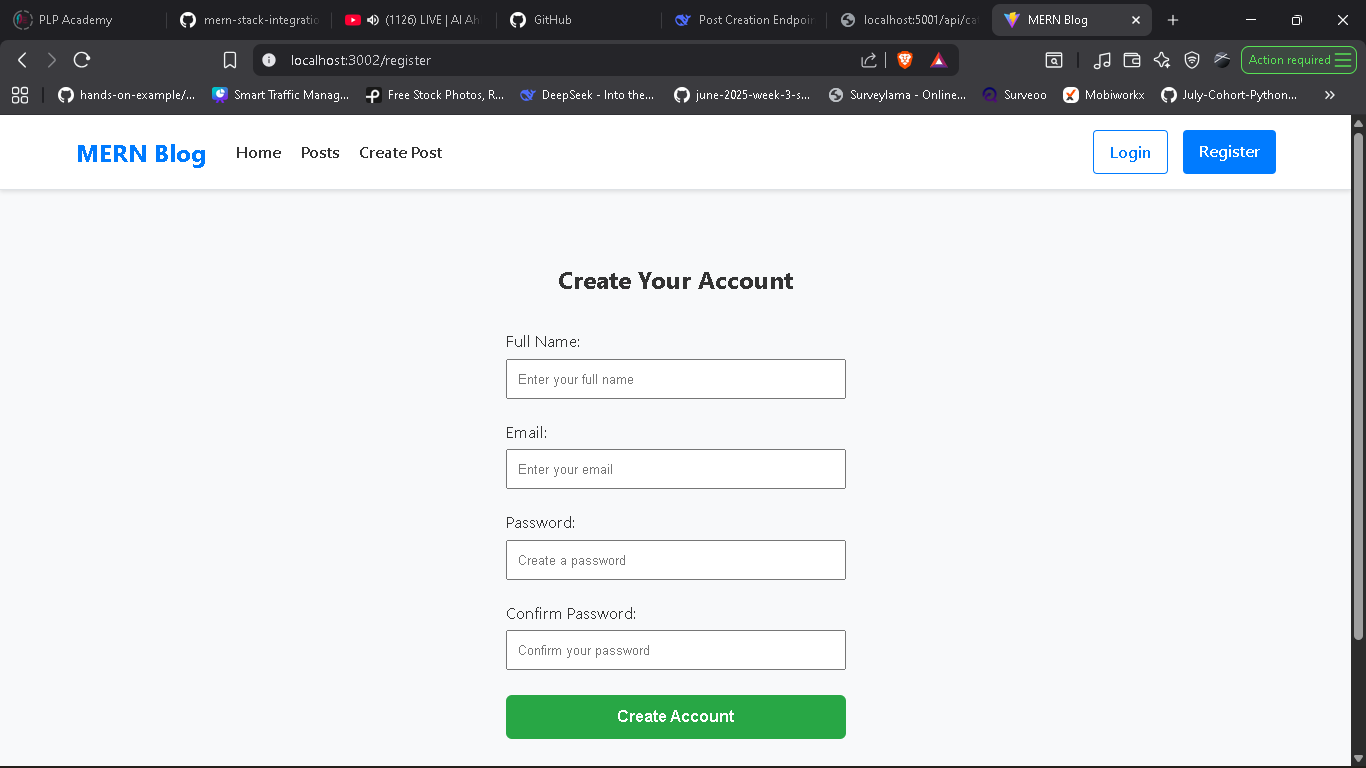 PLP Academy
mern-stack-integratio
(1126) LIVE | AI Ah
GitHub
Post Creation Endpoin
localhost:5001/api/ca
MERN Blog
localhost:3002/register
Action required
hands-on-example/...
Smart Traffic Manag...
Free Stock Photos, R...
DeepSeek - Into the...
june-2025-week-3-s...
Surveylama - Online...
Surveoo
Mobiworkx
July-Cohort-Python...
MERN Blog
Home
Posts
Create Post
Login
Register
Create Your Account
Full Name:
Enter your full name
Email:
Enter your email
Password:
Create a password
Confirm Password:
Confirm your password
Create Account